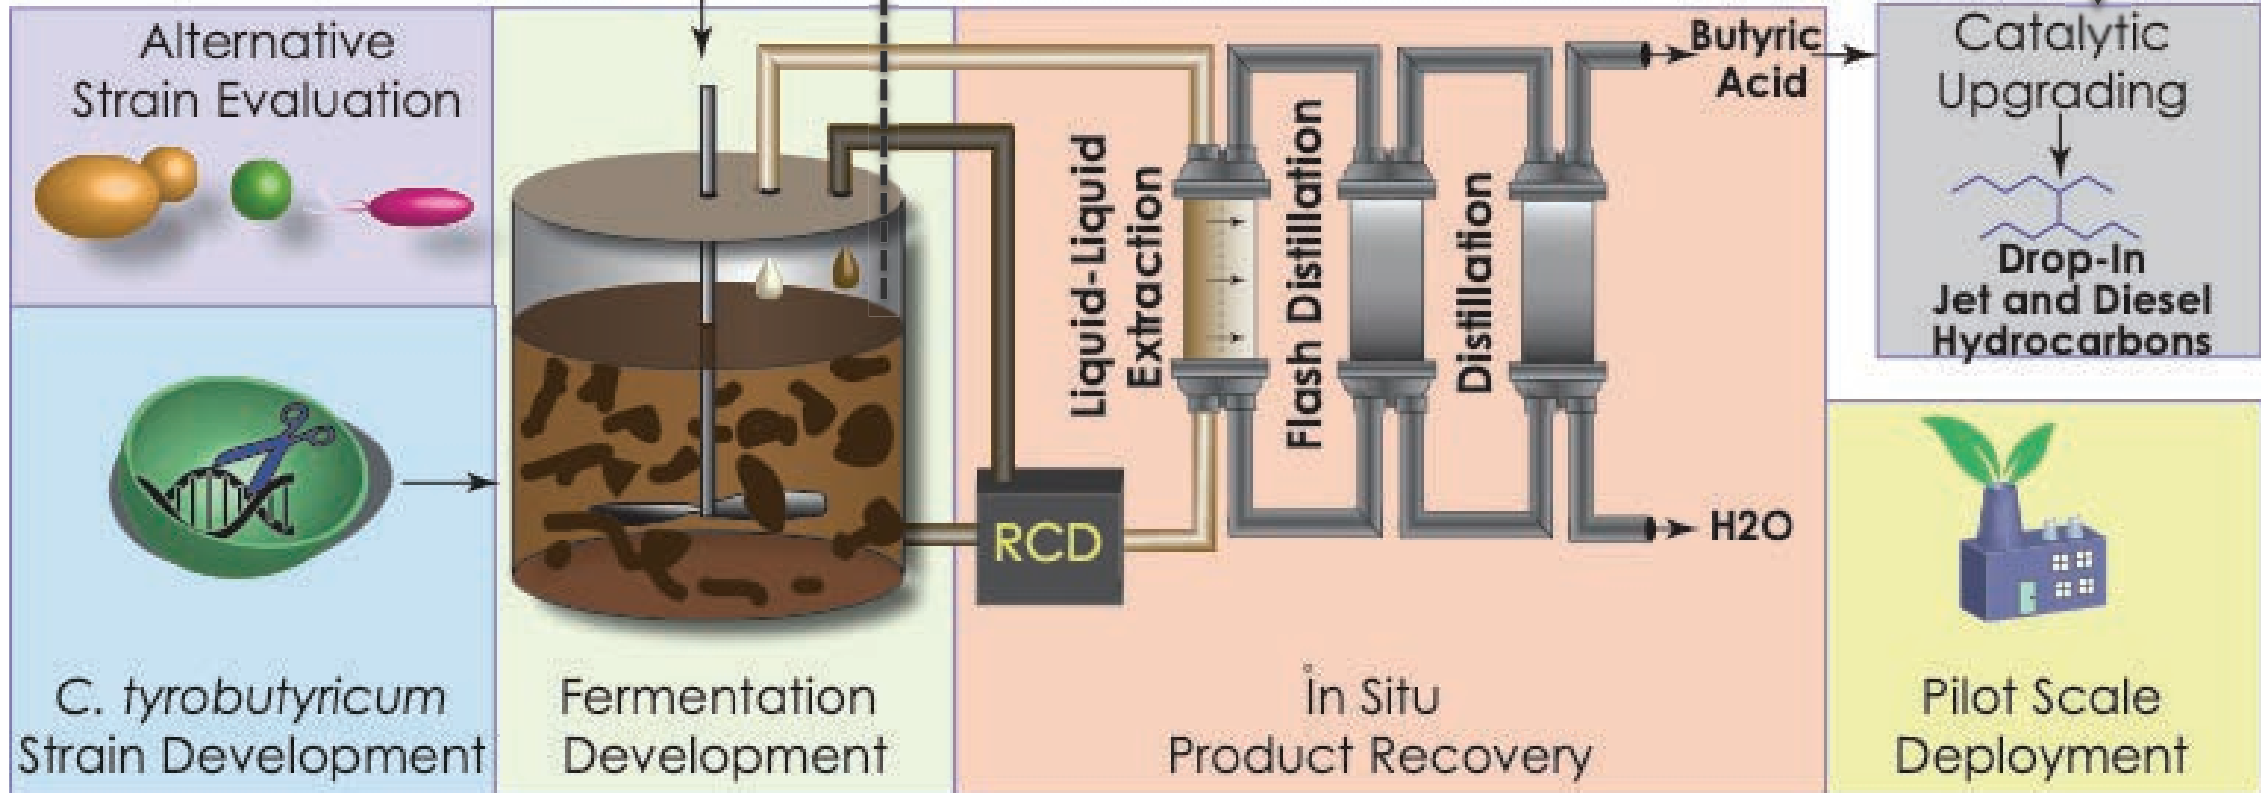 Alternative
Strain Evaluation
C. tyrobutyricum
Strain Development
Fermentation
Development
RCD
Liquid-Liquid
Extraction
Flash Distillation
Distillation
Butyric
Acid
H2O
In Situ
Product Recovery
Catalytic
Upgrading
Drop-In
Jet and Diesel
Hydrocarbons
Pilot Scale
Deployment